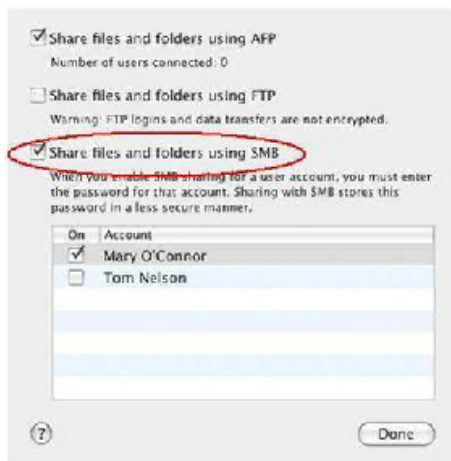 Share files and folders using AFP
Number of users connected: 0
Share files and folders using FTP
Warning: FTP logins and data transfers are not encrypted.
Share files and folders using SMB
When you enable SMB sharing for a user account, you must enter
the password for that account. Sharing with SMB stores this
password in a less secure manner.
On Account
Mary O'Connor
Tom Nelson
?
Done